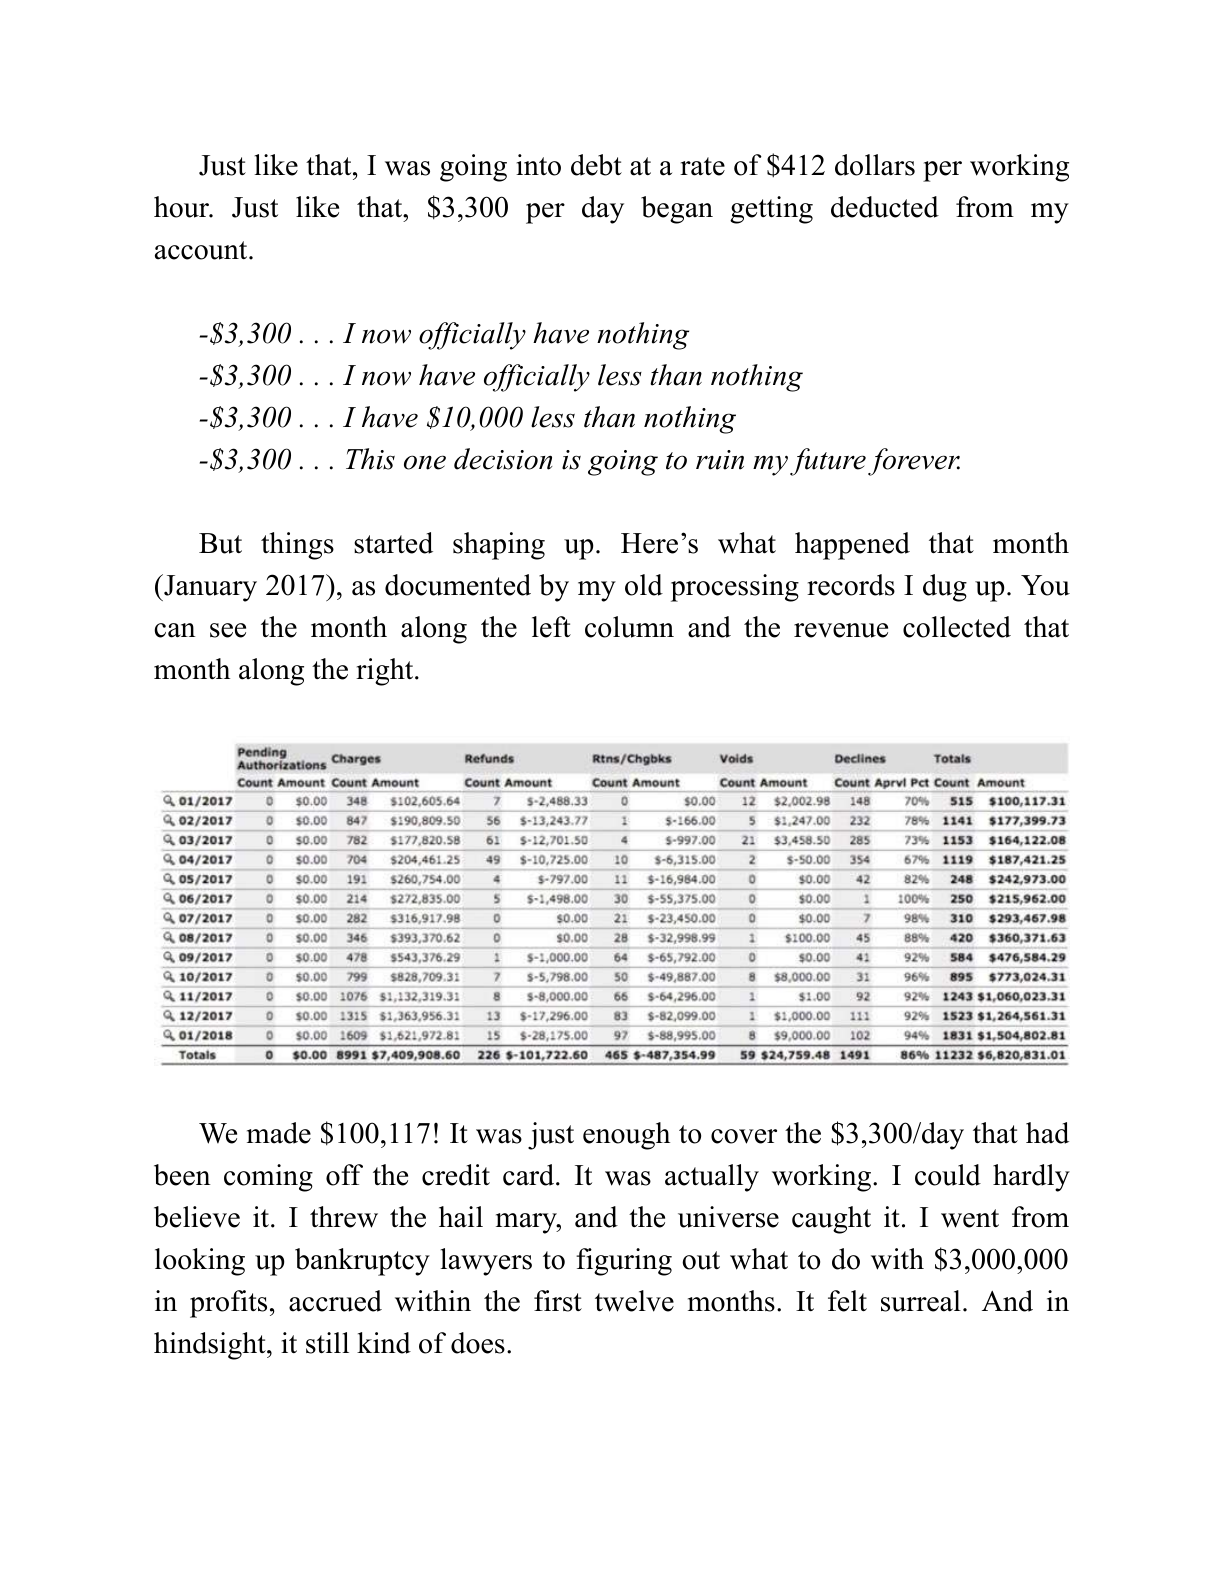 Just like that, I was going into debt at a rate of $412 dollars per working
hour. Just like that, $3,300 per day began getting deducted from my
account.
-$3,300 . . . I now officially have nothing
-$3,300 . . . I now have officially less than nothing
-$3,300 . . . I have $10,000 less than nothing
-$3,300 . . . This one decision is going to ruin my future forever.
But things started shaping up. Here’s what happened that month
(January 2017), as documented by my old processing records I dug up. You
can see the month along the left column and the revenue collected that
month along the right.
Pending Authorizations Charges Refunds Rtns/Chgbks Voids Declines Totals
Count Amount Count Amount Count Amount Count Amount Count Amount Count Aprvl Pct Count Amount
01/2017 0 $0.00 348 $102,605.64 7 $-2,488.33 0 $0.00 12 $2,002.98 148 70% 515 $100,117.31
02/2017 0 $0.00 847 $190,809.50 56 $-13,243.77 1 $-166.00 5 $1,247.00 232 78% 1141 $177,399.73
03/2017 0 $0.00 782 $177,820.58 61 $-12,701.50 4 $-997.00 21 $3,458.50 285 73% 1153 $164,122.08
04/2017 0 $0.00 704 $204,461.25 49 $-10,725.00 10 $-6,315.00 2 $-50.00 354 67% 1119 $187,421.25
05/2017 0 $0.00 191 $260,754.00 4 $-797.00 11 $-16,984.00 0 $0.00 42 82% 248 $242,973.00
06/2017 0 $0.00 214 $272,835.00 5 $-1,498.00 30 $-55,375.00 0 $0.00 1 100% 250 $215,962.00
07/2017 0 $0.00 282 $316,917.98 0 $0.00 21 $-23,450.00 0 $0.00 7 98% 310 $293,467.98
08/2017 0 $0.00 346 $393,370.62 0 $0.00 28 $-32,998.99 1 $100.00 45 88% 420 $360,371.63
09/2017 0 $0.00 478 $543,376.29 1 $-1,000.00 64 $-65,792.00 0 $0.00 41 92% 584 $476,584.29
10/2017 0 $0.00 799 $828,709.31 7 $-5,798.00 50 $-49,887.00 8 $8,000.00 31 96% 895 $773,024.31
11/2017 0 $0.00 1076 $1,132,319.31 8 $-8,000.00 66 $-64,296.00 1 $1.00 92 92% 1243 $1,060,023.31
12/2017 0 $0.00 1315 $1,363,956.31 13 $-17,296.00 83 $-82,099.00 1 $1,000.00 111 92% 1523 $1,264,561.31
01/2018 0 $0.00 1609 $1,621,972.81 15 $-28,175.00 97 $-88,995.00 8 $9,000.00 102 94% 1831 $1,504,802.81
Totals 0 $0.00 8991 $7,409,908.60 226 $-101,722.60 465 $-487,354.99 59 $24,759.48 1491 86% 11232 $6,820,831.01
We made $100,117! It was just enough to cover the $3,300/day that had
been coming off the credit card. It was actually working. I could hardly
believe it. I threw the hail mary, and the universe caught it. I went from
looking up bankruptcy lawyers to figuring out what to do with $3,000,000
in profits, accrued within the first twelve months. It felt surreal. And in
hindsight, it still kind of does.